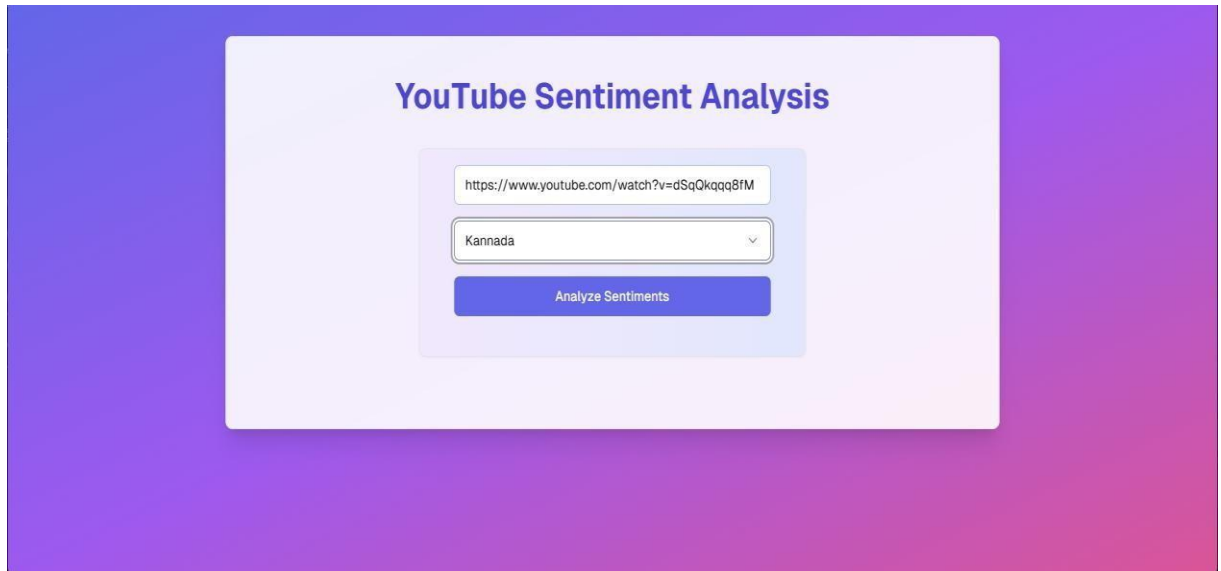 YouTube Sentiment Analysis
https://www.youtube.com/watch?v=dSqQkqqq8fM
Kannada
Analyze Sentiments